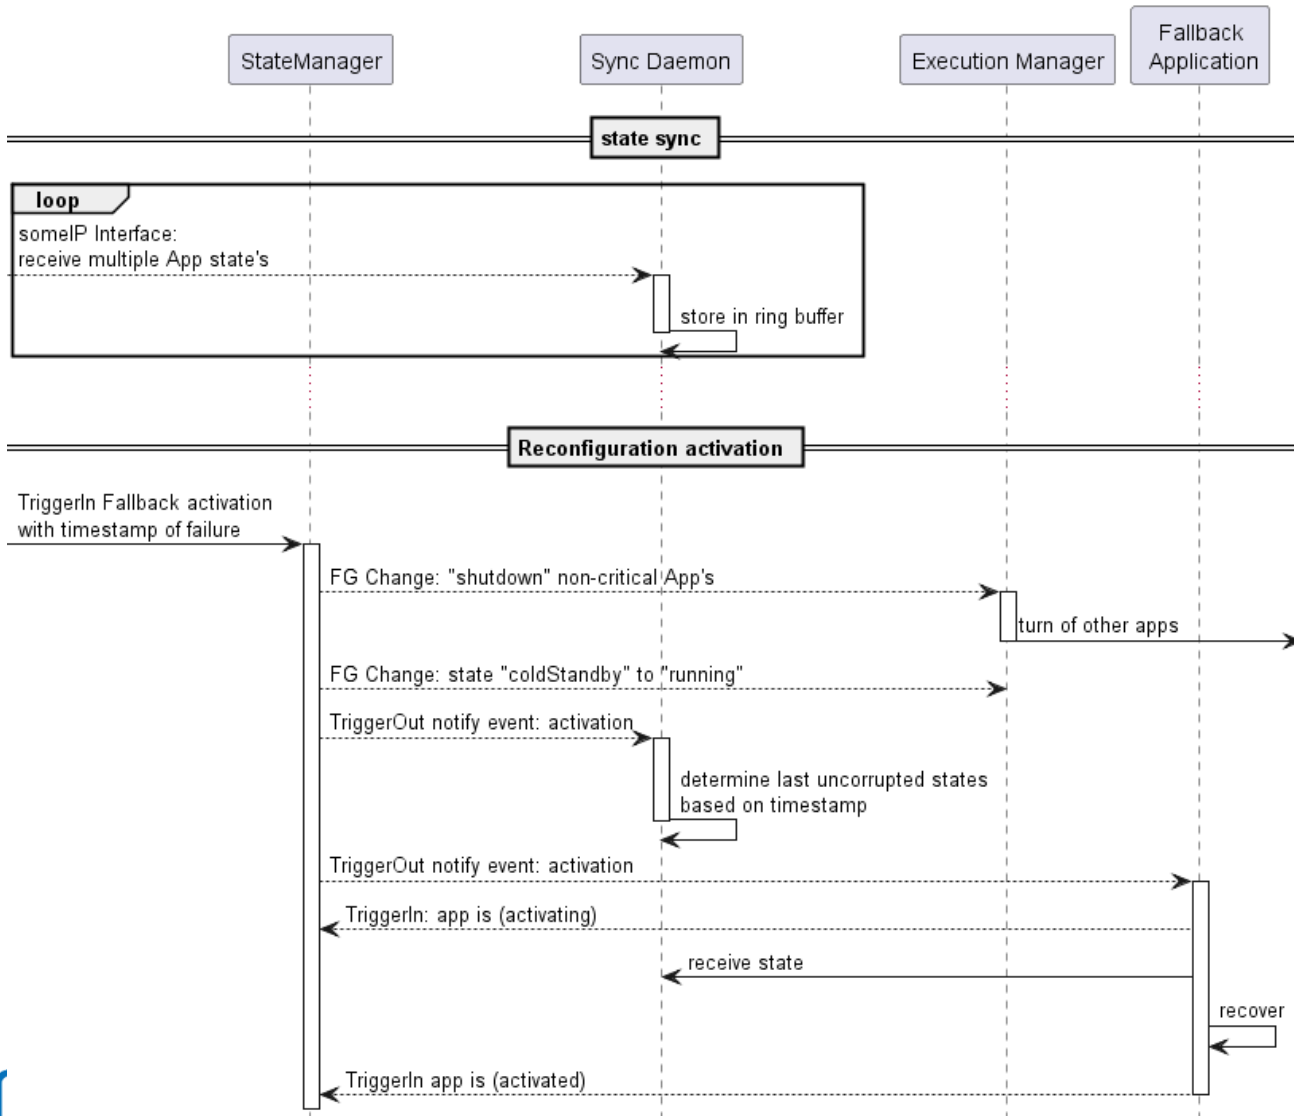 Fallback
StateManager
Sync Daemon
Execution Manager
Application
state sync
loop
someIP Interface:
receive multiple App state's
store in ring buffer
Reconfiguration activation
TriggerIn Fallback activation
with timestamp of failure
FG Change: "shutdown" non-critical App's
turn of other apps
FG Change: state "coldStandby" to "running"
TriggerOut notify event: activation
determine last uncorrupted states
based on timestamp
TriggerOut notify event: activation
TriggerIn: app is (activating)
receive state
recover
TriggerIn app is (activated)